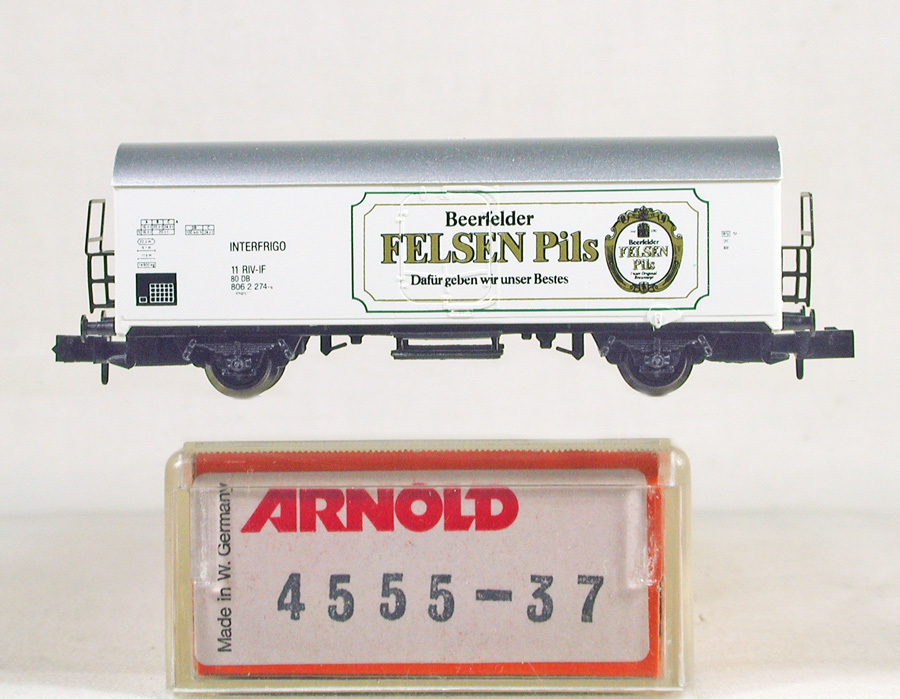 INTERFRIGO
11 RIV-IF
80 DB
806 2 274-
Beerfelder
FELSEN Pils
Dafür geben wir unser Bestes
Beerfelder
FELSEN
Pils
ARNOLD
Made in W. Germany
4555-37